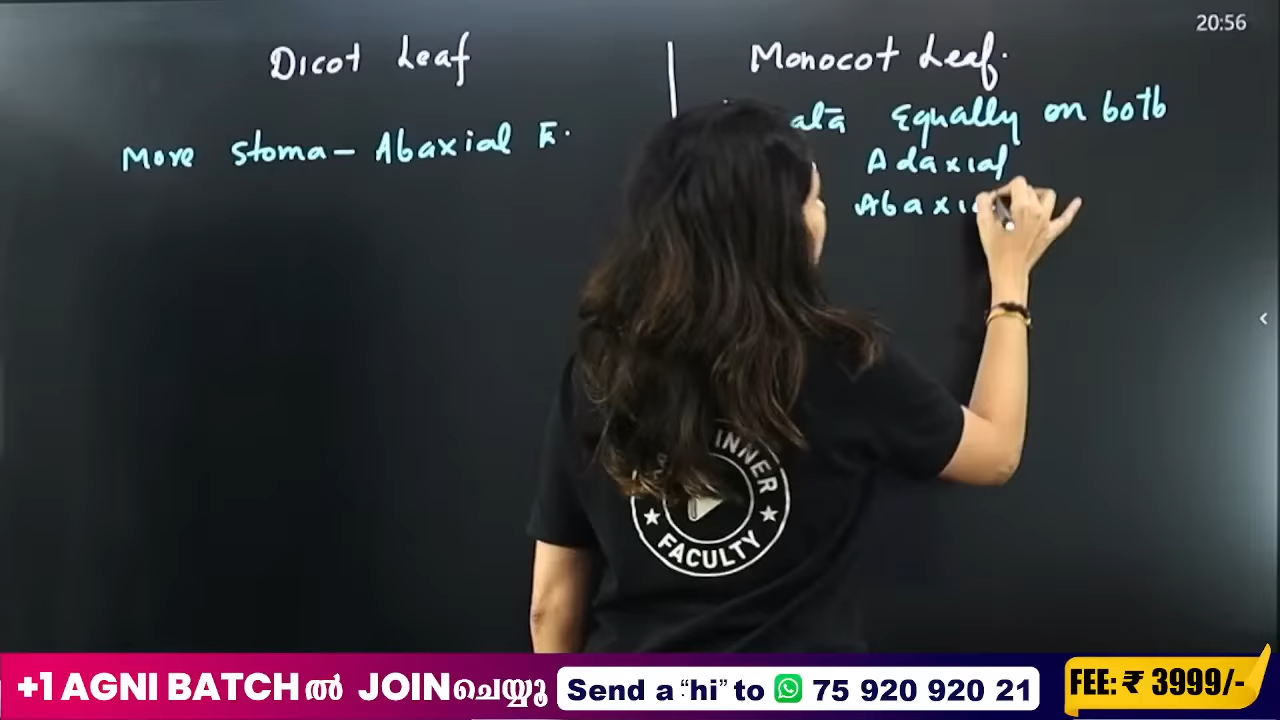 20:56
Dicot Leaf
Monocot Leaf.
More Stoma - Abaxial E.
Equally on both
Adaxial
INNER
FACULTY
+1 AGNI BATCHൽ JOINചെയ്യൂ
Send a “hi” to 75 920 920 21
FEE: ₹ 3999/-